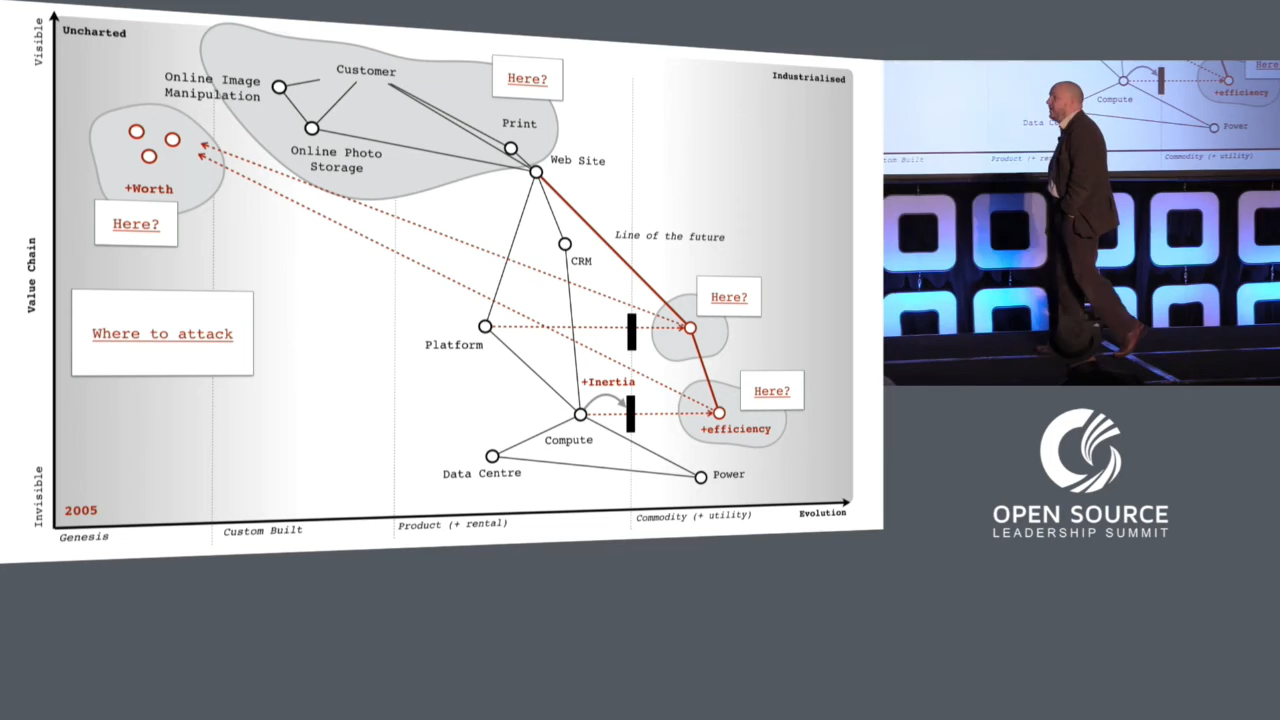 Visible
Uncharted
Industrialised
Customer
Online Image
Manipulation
Here?
Print
Online Photo
Storage
Web Site
+Worth
Here?
Line of the future
CRM
Value Chain
Here?
Where to attack
Platform
+Inertia
Here?
+efficiency
Compute
Data Centre
Power
Invisible
2005
Genesis
Custom Built
Product (+ rental)
Commodity (+ utility)
Evolution
Here
+efficiency
Compute
Data C
Power
tom Built
Product (+ re
Commodity (+ utility)
OPEN SOURCE
LEADERSHIP SUMMIT